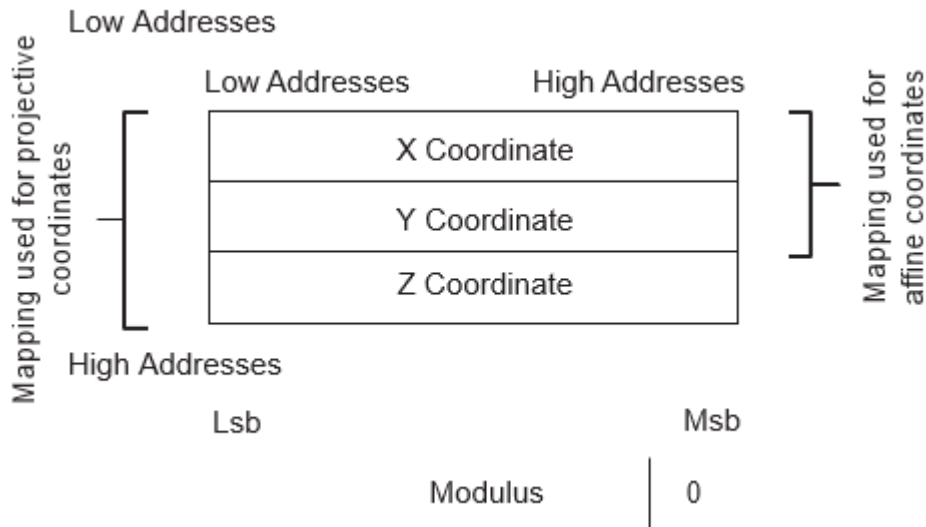 Low Addresses
Low Addresses High Addresses
Mapping used for projective
coordinates
X Coordinate
Y Coordinate
Z Coordinate
Mapping used for
affine coordinates
High Addresses
Lsb Msb
Modulus 0